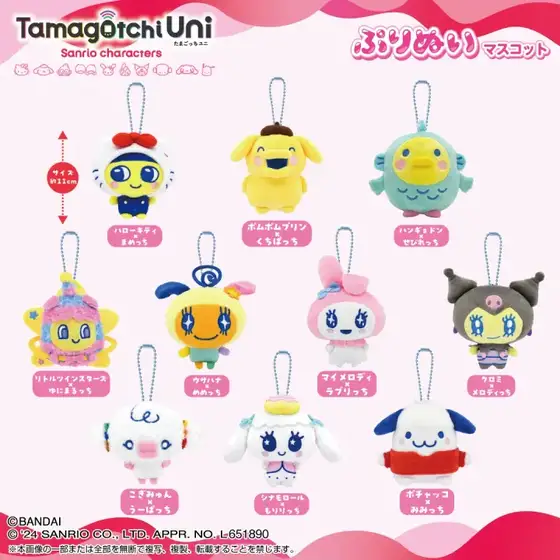 Tamagotchi Uni
たまごっちユニ
Sanrio characters
ぷりぬいマスコット
サイズ
約11cm
ハローキティ
×
まめっち
ポムポムプリン
×
くちぱっち
ハンギョドン
×
せびれっち
リトルツインスターズ
×
ゆにまるっち
ウサハナ
×
めめっち
マイメロディ
×
ラブリっち
クロミ
×
メロディっち
こぎみゅん
×
うーぱっち
シナモロール
×
もりりっち
ポチャッコ
×
みみっち
©BANDAI
© '24 SANRIO CO., LTD. APPR. NO. L651890
※画像の一部または全部を無断で複写、複製、転載することを禁じます。